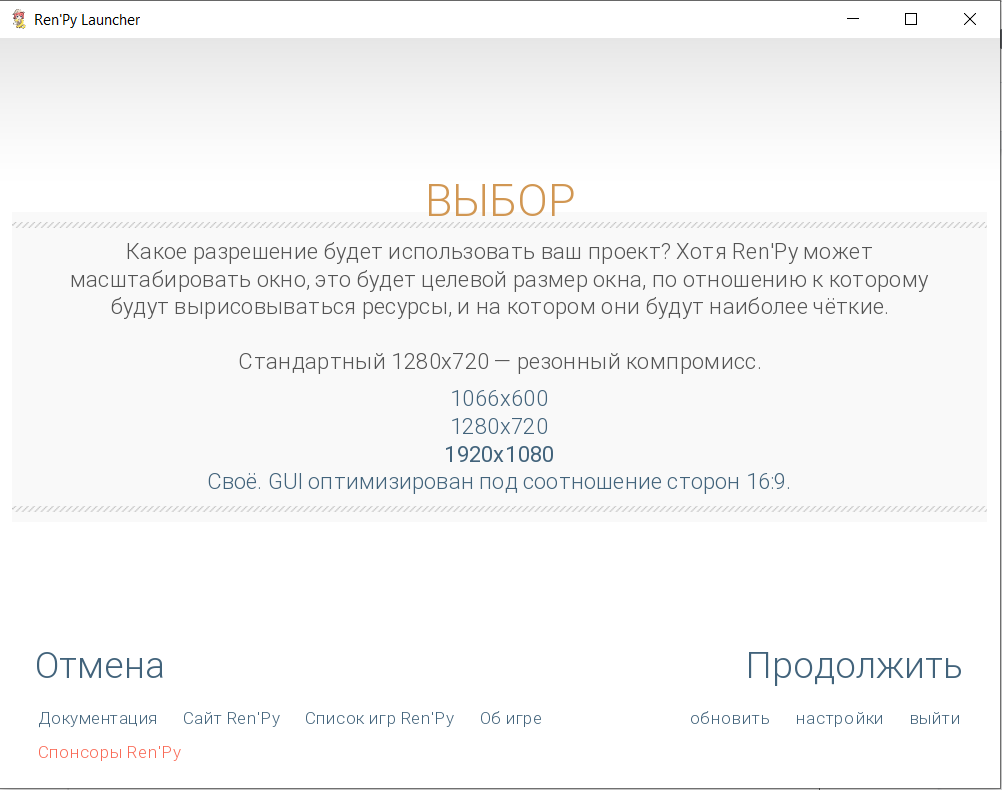 Ren'Py Launcher
ВЫБОР
Какое разрешение будет использовать ваш проект? Хотя Ren'Py может
масштабировать окно, это будет целевой размер окна, по отношению к которому
будут вырисовываться ресурсы, и на котором они будут наиболее чёткие.
Стандартный 1280x720 — резонный компромисс.
1066x600
1280x720
1920x1080
Своё. GUI оптимизирован под соотношение сторон 16:9.
Отмена Продолжить
Документация Сайт Ren'Py Список игр Ren'Py Об игре обновить настройки выйти
Спонсоры Ren'Py